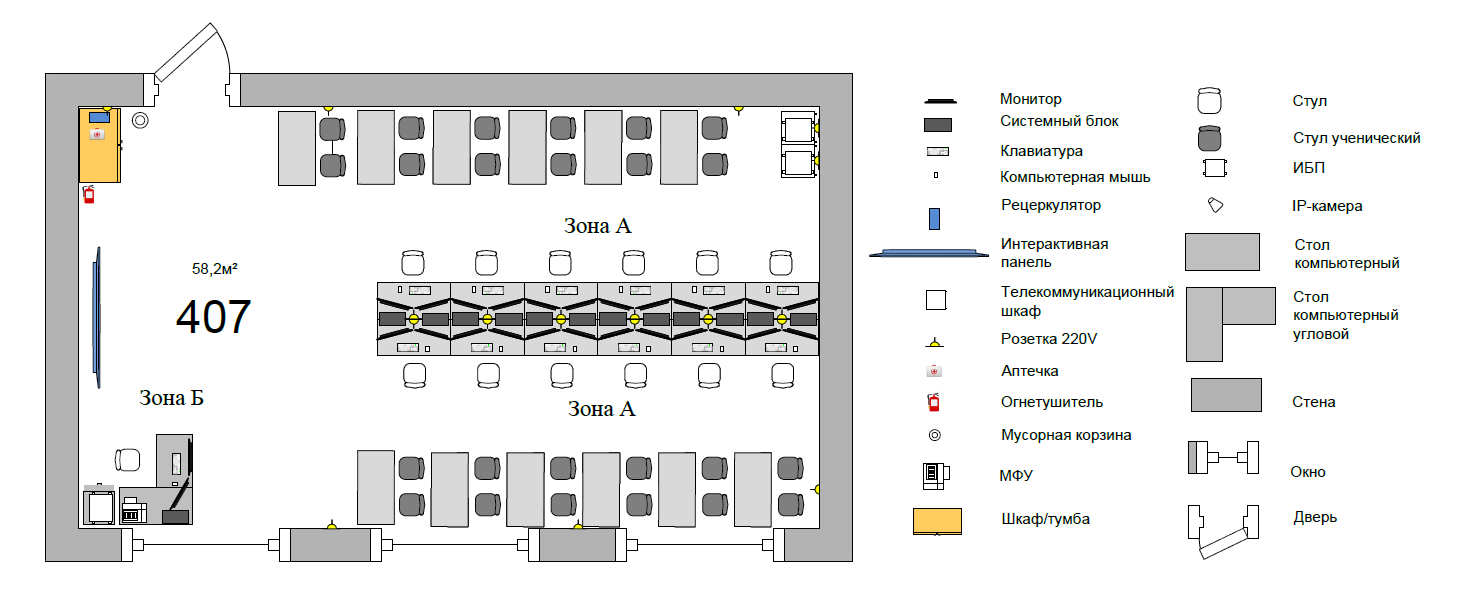 Зона А
58,2м²
407
Зона Б
Зона А
Монитор
Системный блок
Клавиатура
Компьютерная мышь
Рецеркулятор
Интерактивная
панель
Телекоммуникационный
шкаф
Розетка 220V
Аптечка
Огнетушитель
Мусорная корзина
МФУ
Шкаф/тумба
Стул
Стул ученический
ИБП
IP-камера
Стол
компьютерный
Стол
компьютерный
угловой
Стена
Окно
Дверь